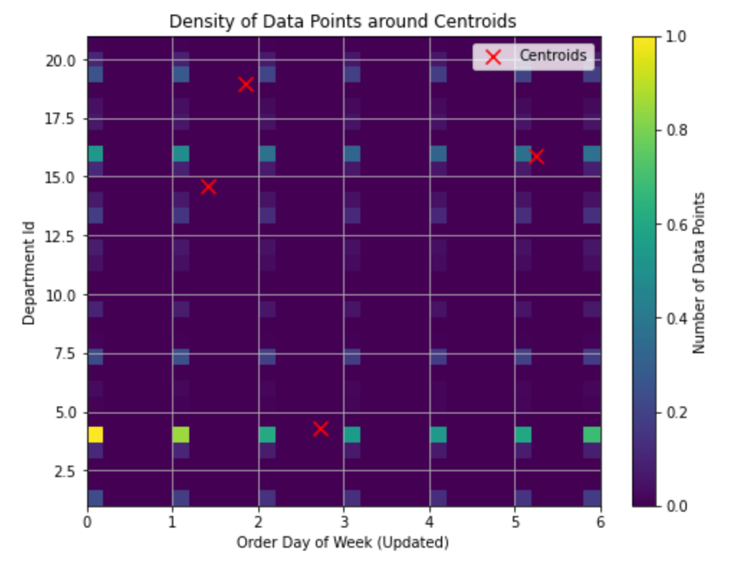 Density of Data Points around Centroids
Centroids
20.0
17.5
15.0
12.5
10.0
7.5
5.0
2.5
Department Id
0 1 2 3 4 5 6
Order Day of Week (Updated)
1.0
0.8
0.6
0.4
0.2
0.0
Number of Data Points